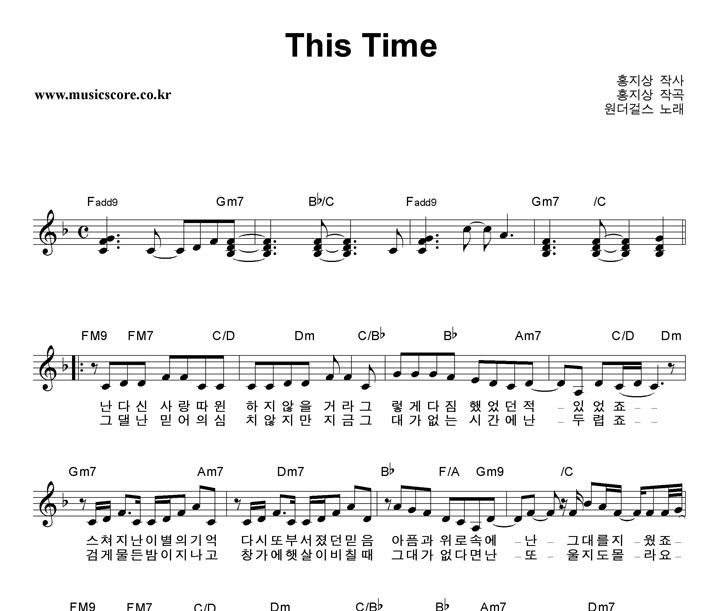 This Time
www.musicscore.co.kr
홍지상 작사
홍지상 작곡
원더걸스 노래
Fadd9 Gm7 B♭/C Fadd9 Gm7 /C
FM9 FM7 C/D Dm C/B♭ B♭ Am7 C/D Dm
난다신 사랑따윈 하지않을 거라그 렇게다짐 했었던적 있었죠
그댈난 믿어의심 치않지만 지금그 대가없는 시간에난 두렵죠
Gm7 Am7 Dm7 B♭ F/A Gm9 /C
스쳐지난이별의기억 다시또부서졌던믿음 아픔과 위로속에 난 그대를지웠죠
검게물든밤이지나고 창가에햇살이비칠때 그대가 없다면난 또 울지도몰라요
FM9 FM7 C/D Dm C/B♭ B♭ Am7 Dm7